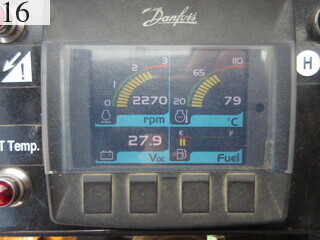 16
Danfoss
0 1 2 3
2270
rpm
20 65 110
79
°C
H
27.9
VDC
E F
Fuel
T Temp.